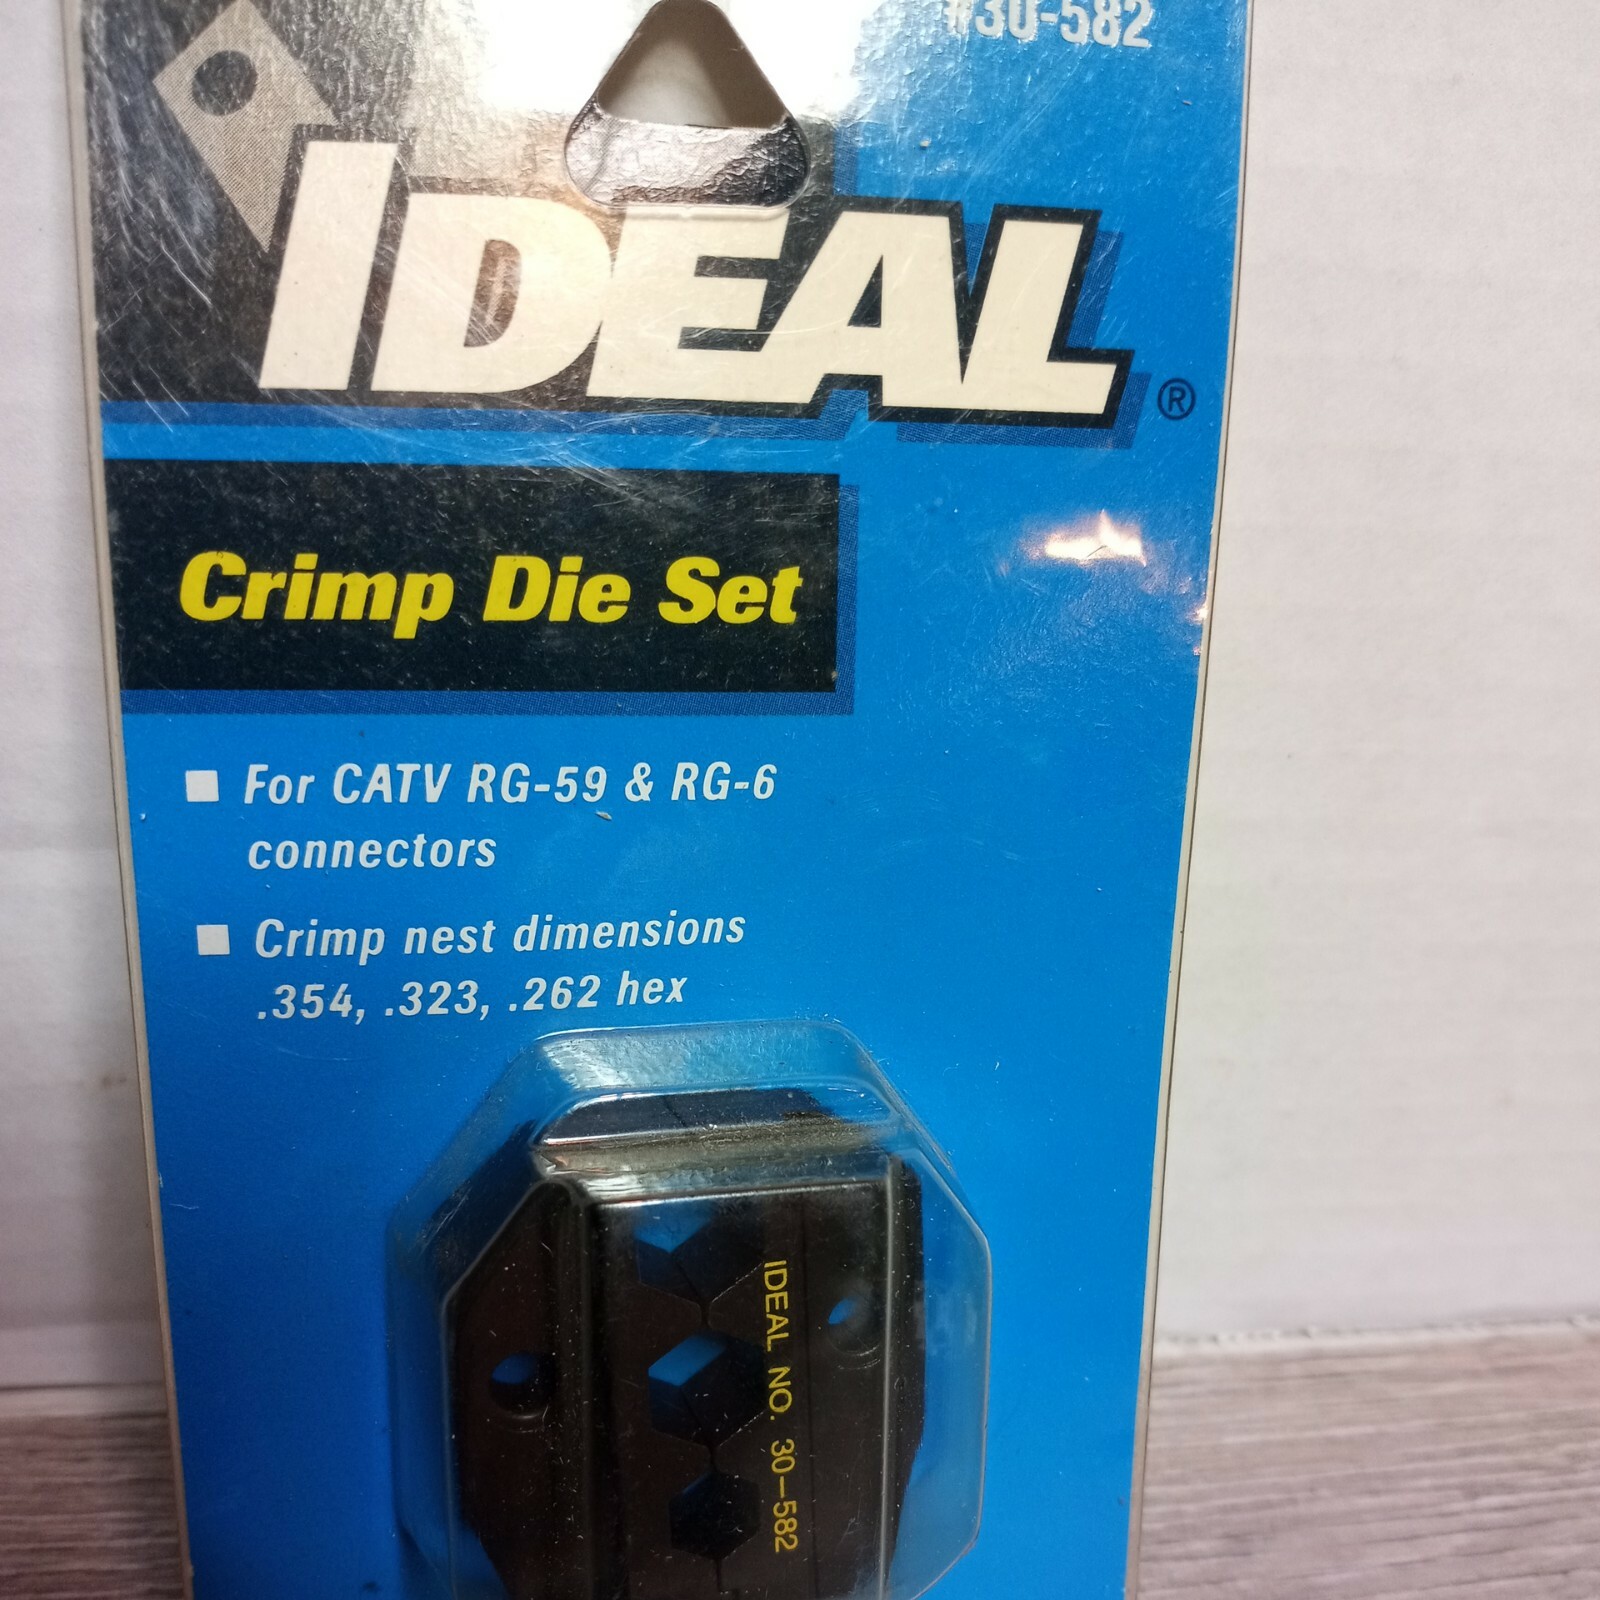 #30-582
IDEAL®
Crimp Die Set
For CATV RG-59 & RG-6
connectors
Crimp nest dimensions
.354, .323, .262 hex
IDEAL NO. 30-582